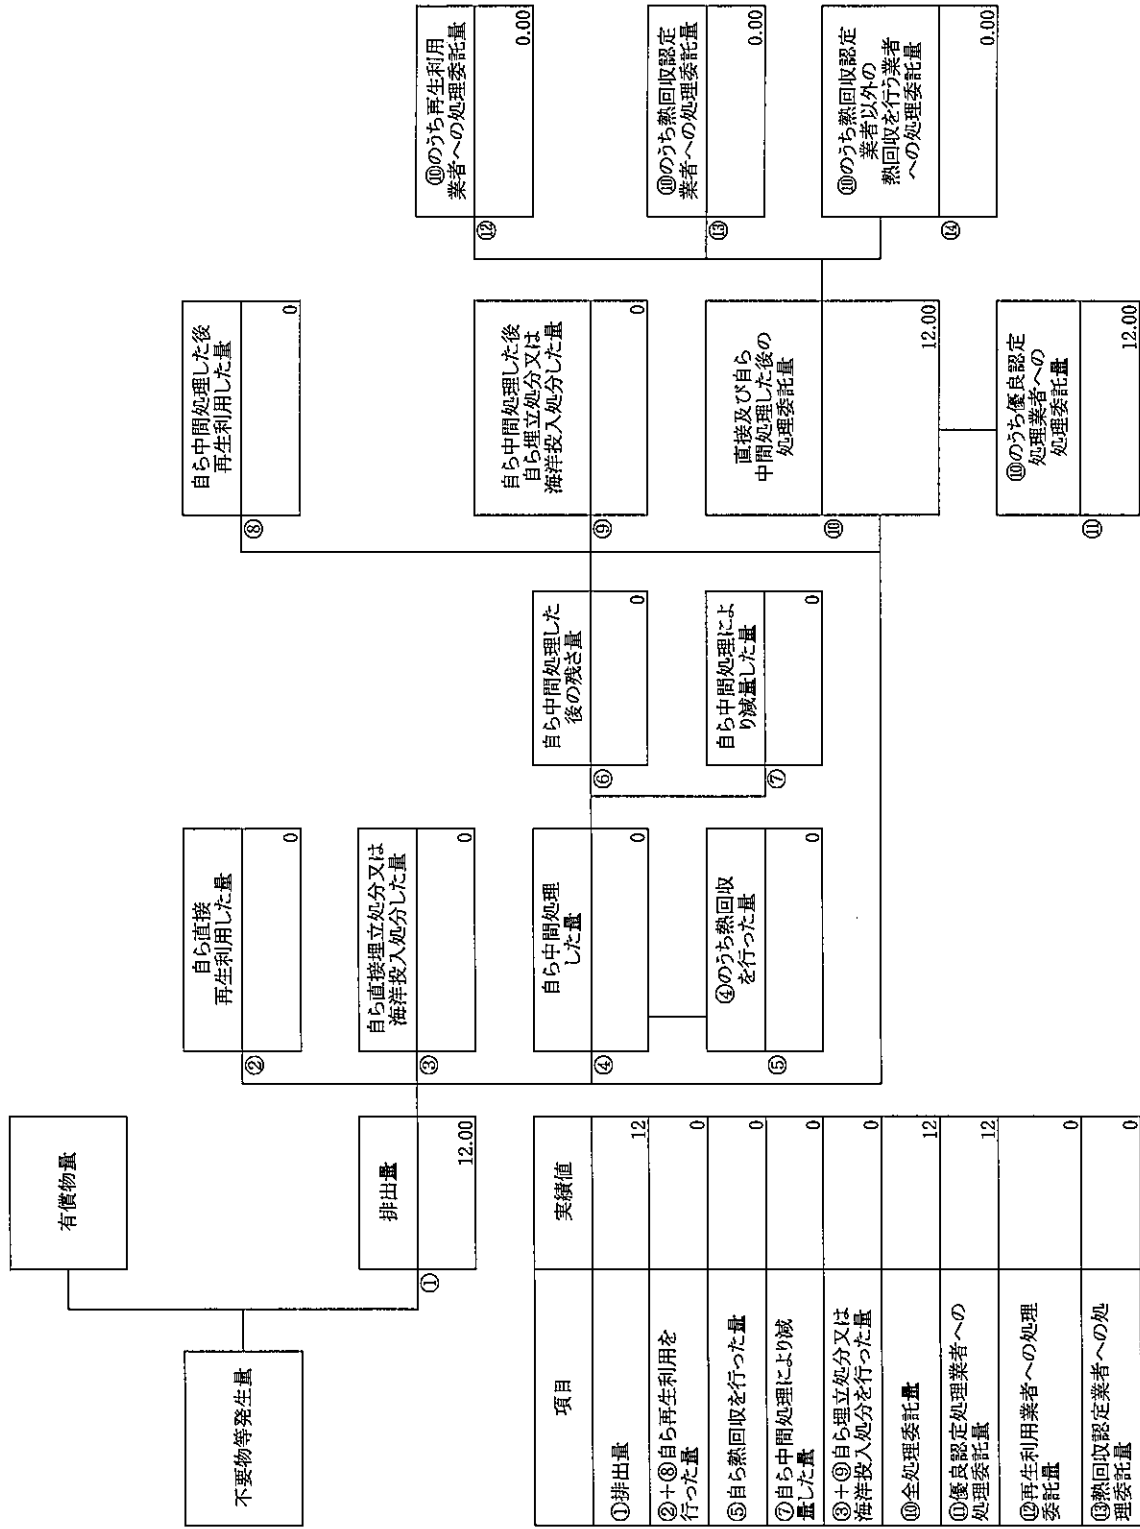 不要物等発生量
有償物量
①
排出量
12.00
②
自ら直接
再生利用した量
0
③
自ら直接埋立処分又は
海洋投入処分した量
0
④
自ら中間処理
した量
0
⑤
④のうち熱回収
を行った量
0
⑥
自ら中間処理した
後の残さ量
0
⑦
自ら中間処理によ
り減量した量
0
⑧
自ら中間処理した後
再生利用した量
0
⑨
自ら中間処理した後
自ら埋立処分又は
海洋投入処分した量
0
⑩
直接及び自ら
中間処理した後の
処理委託量
12.00
⑪
⑩のうち優良認定
処理業者への
処理委託量
12.00
⑫
⑩のうち再生利用
業者への処理委託量
0.00
⑬
⑩のうち熱回収認定
業者への処理委託量
0.00
⑭
⑩のうち熱回収認定
業者以外の
熱回収を行う業者
への処理委託量
0.00
項目 実績値
①排出量 12
②+⑧自ら再生利用を
行った量 0
⑤自ら熱回収を行った量 0
⑦自ら中間処理により減
量した量 0
③+⑨自ら埋立処分又は
海洋投入処分を行った量 0
⑩全処理委託量 12
⑪優良認定処理業者への
処理委託量 12
⑫再生利用業者への処理
委託量 0
⑬熱回収認定業者への処
理委託量 0